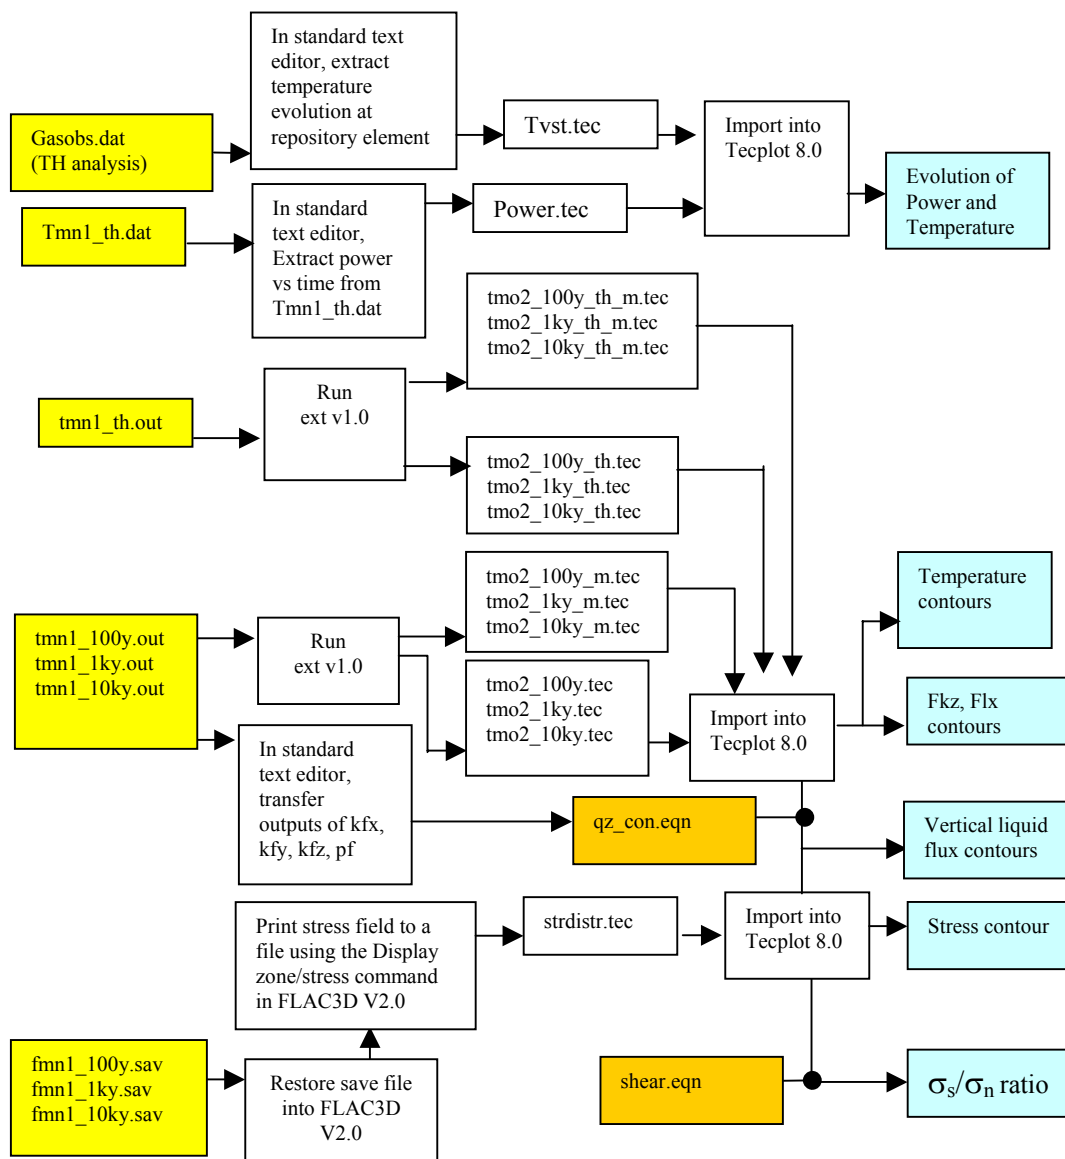 In standard text
editor, extract
temperature
evolution at
repository element
Gasobs.dat
(TH analysis)
Tvst.tec
Import into
Tecplot 8.0
Evolution of
Power and
Temperature
Tmn1_th.dat
In standard
text editor,
Extract power
vs time from
Tmn1_th.dat
Power.tec
tmo2_100y_th_m.tec
tmo2_1ky_th_m.tec
tmo2_10ky_th_m.tec
tmn1_th.out
Run
ext v1.0
tmo2_100y_th.tec
tmo2_1ky_th.tec
tmo2_10ky_th.tec
tmn1_100y.out
tmn1_1ky.out
tmn1_10ky.out
Run
ext v1.0
tmo2_100y_m.tec
tmo2_1ky_m.tec
tmo2_10ky_m.tec
tmo2_100y.tec
tmo2_1ky.tec
tmo2_10ky.tec
Import into
Tecplot 8.0
Temperature
contours
Fkz, Flx
contours
In standard
text editor,
transfer
outputs of kfx,
kfy, kfz, pf
qz_con.eqn
Vertical liquid
flux contours
Print stress field to a
file using the Display
zone/stress command
in FLAC3D V2.0
strdistr.tec
Import into
Tecplot 8.0
Stress contour
fmn1_100y.sav
fmn1_1ky.sav
fmn1_10ky.sav
Restore save file
into FLAC3D
V2.0
shear.eqn
σs/σn ratio